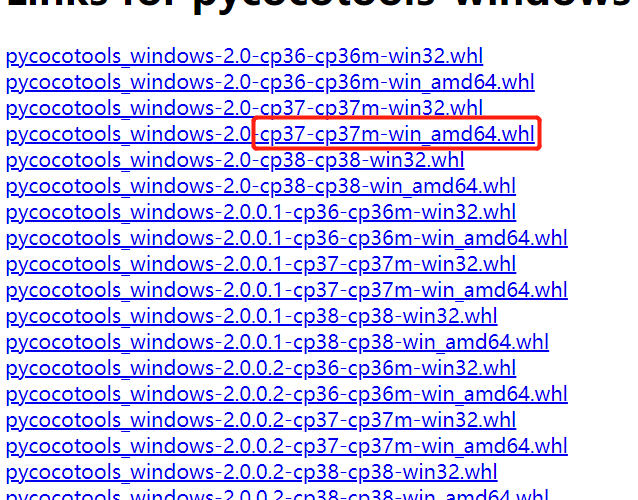 Links for pycocotools-windows
pycocotools_windows-2.0-cp36-cp36m-win32.whl
pycocotools_windows-2.0-cp36-cp36m-win_amd64.whl
pycocotools_windows-2.0-cp37-cp37m-win32.whl
pycocotools_windows-2.0-cp37-cp37m-win_amd64.whl
pycocotools_windows-2.0-cp38-cp38-win32.whl
pycocotools_windows-2.0-cp38-cp38-win_amd64.whl
pycocotools_windows-2.0.0.1-cp36-cp36m-win32.whl
pycocotools_windows-2.0.0.1-cp36-cp36m-win_amd64.whl
pycocotools_windows-2.0.0.1-cp37-cp37m-win32.whl
pycocotools_windows-2.0.0.1-cp37-cp37m-win_amd64.whl
pycocotools_windows-2.0.0.1-cp38-cp38-win32.whl
pycocotools_windows-2.0.0.1-cp38-cp38-win_amd64.whl
pycocotools_windows-2.0.0.2-cp36-cp36m-win32.whl
pycocotools_windows-2.0.0.2-cp36-cp36m-win_amd64.whl
pycocotools_windows-2.0.0.2-cp37-cp37m-win32.whl
pycocotools_windows-2.0.0.2-cp37-cp37m-win_amd64.whl
pycocotools_windows-2.0.0.2-cp38-cp38-win32.whl
pycocotools_windows-2.0.0.2-cp38-cp38-win_amd64.whl